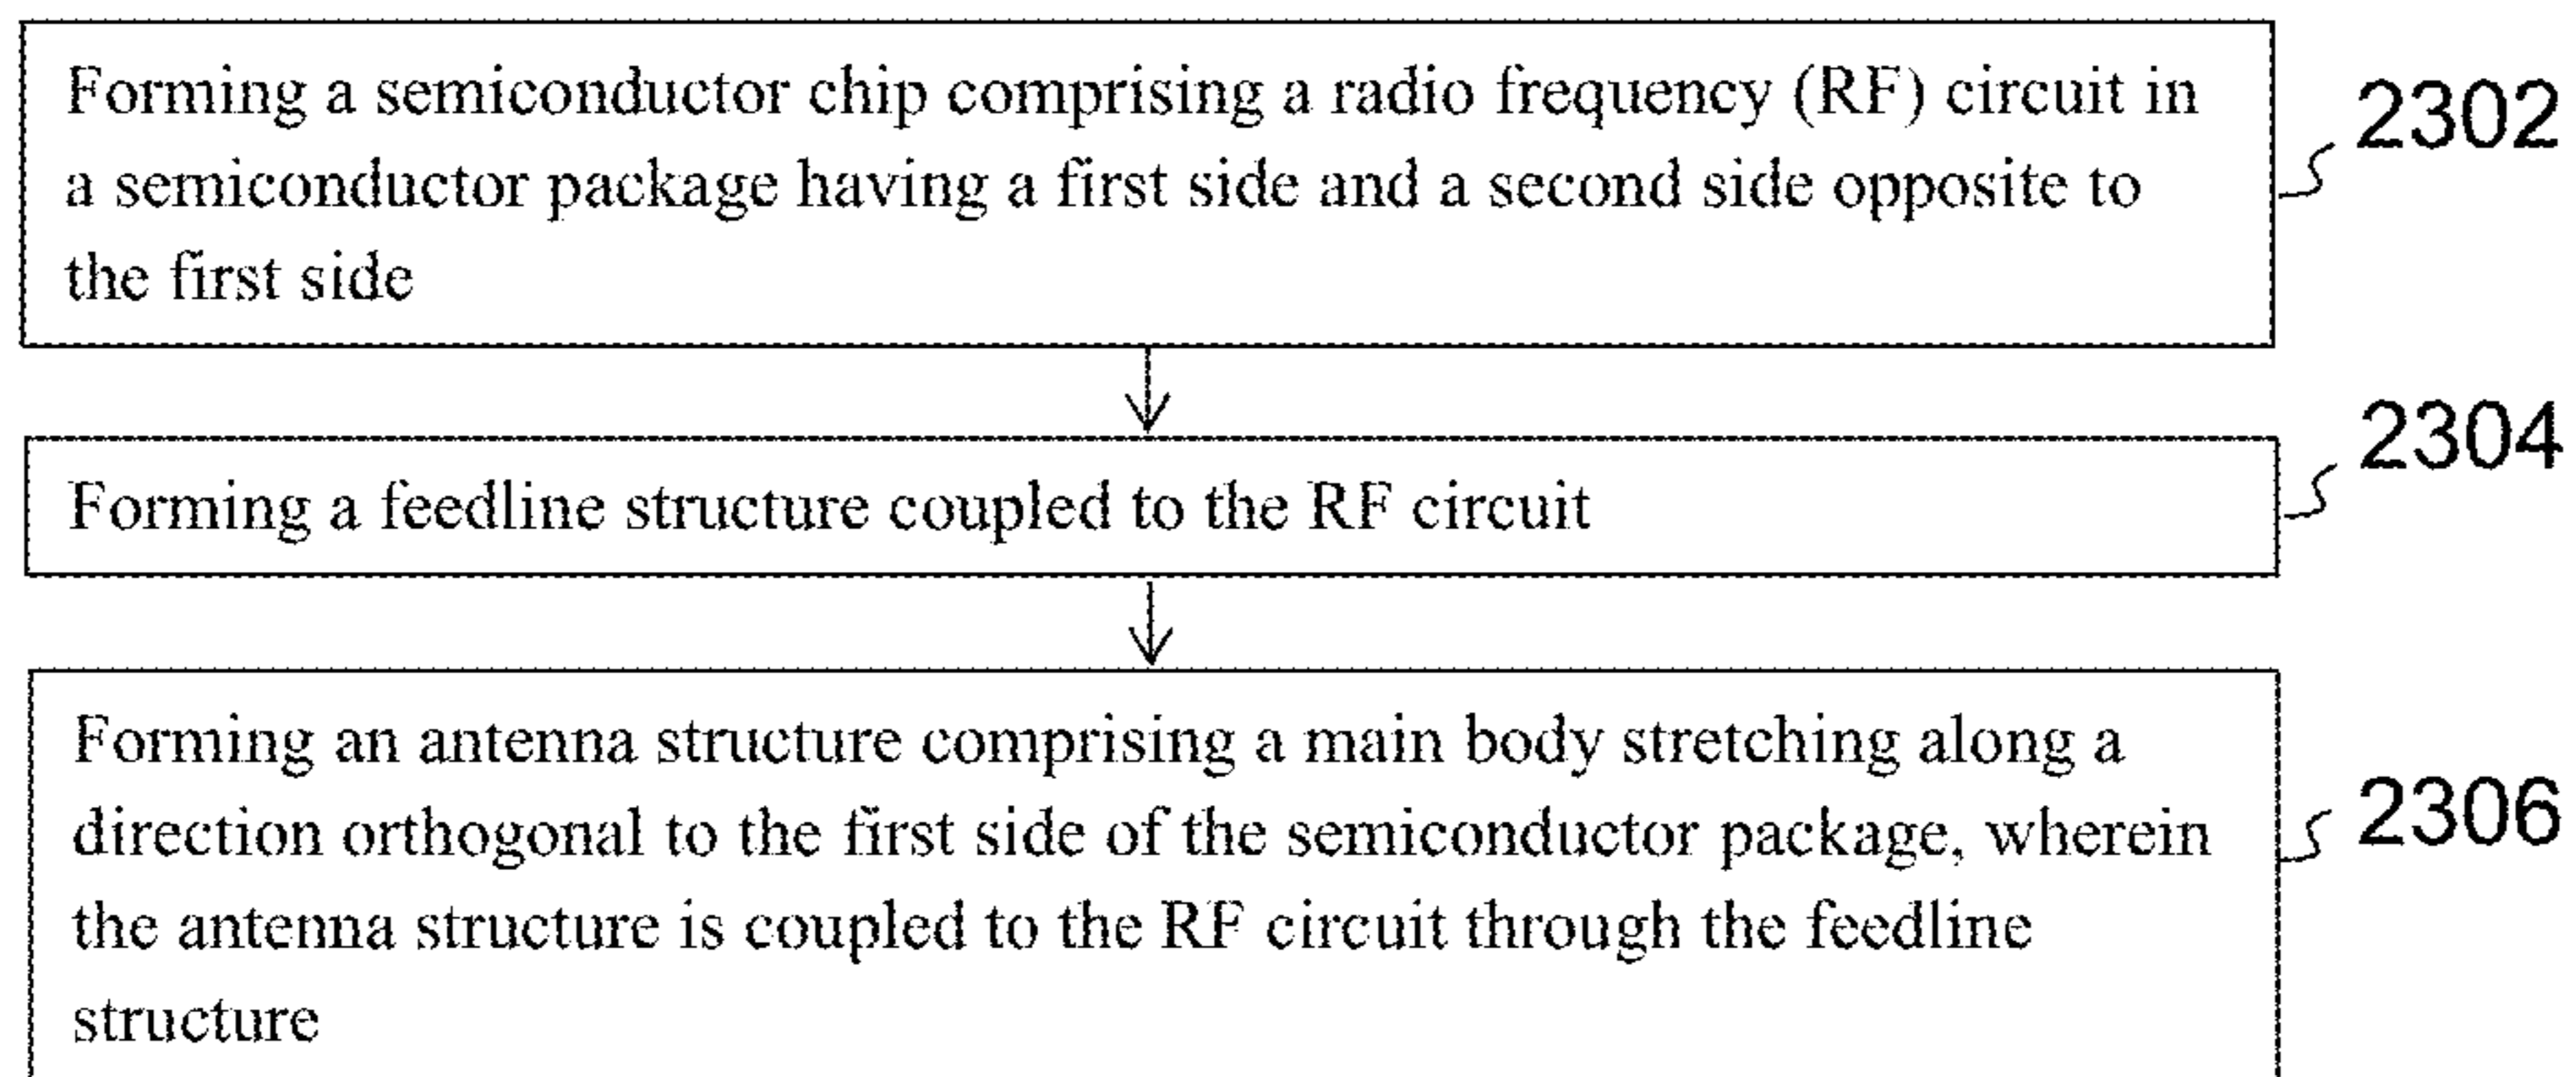 Forming a semiconductor chip comprising a radio frequency (RF) circuit in
a semiconductor package having a first side and a second side opposite to
the first side
2302
Forming a feedline structure coupled to the RF circuit
2304
Forming an antenna structure comprising a main body stretching along a
direction orthogonal to the first side of the semiconductor package, wherein
the antenna structure is coupled to the RF circuit through the feedline
structure
2306